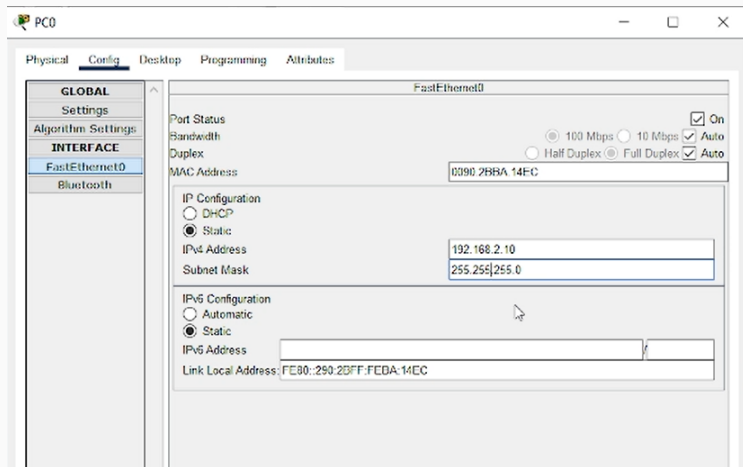 PC0
Physical Config Desktop Programming Attributes
GLOBAL
Settings
Algorithm Settings
INTERFACE
FastEthernet0
Bluetooth
FastEthernet0
Port Status On
Bandwidth 100 Mbps 10 Mbps Auto
Duplex Half Duplex Full Duplex Auto
MAC Address 0090.2BBA.14EC
IP Configuration
DHCP
Static
IPv4 Address 192.168.2.10
Subnet Mask 255.255.255.0
IPv6 Configuration
Automatic
Static
IPv6 Address /
Link Local Address: FE80::290:2BFF:FEBA:14EC